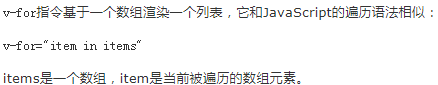 v-for指令基于一个数组渲染一个列表，它和JavaScript的遍历语法相似：
v-for="item in items"
items是一个数组，item是当前被遍历的数组元素。